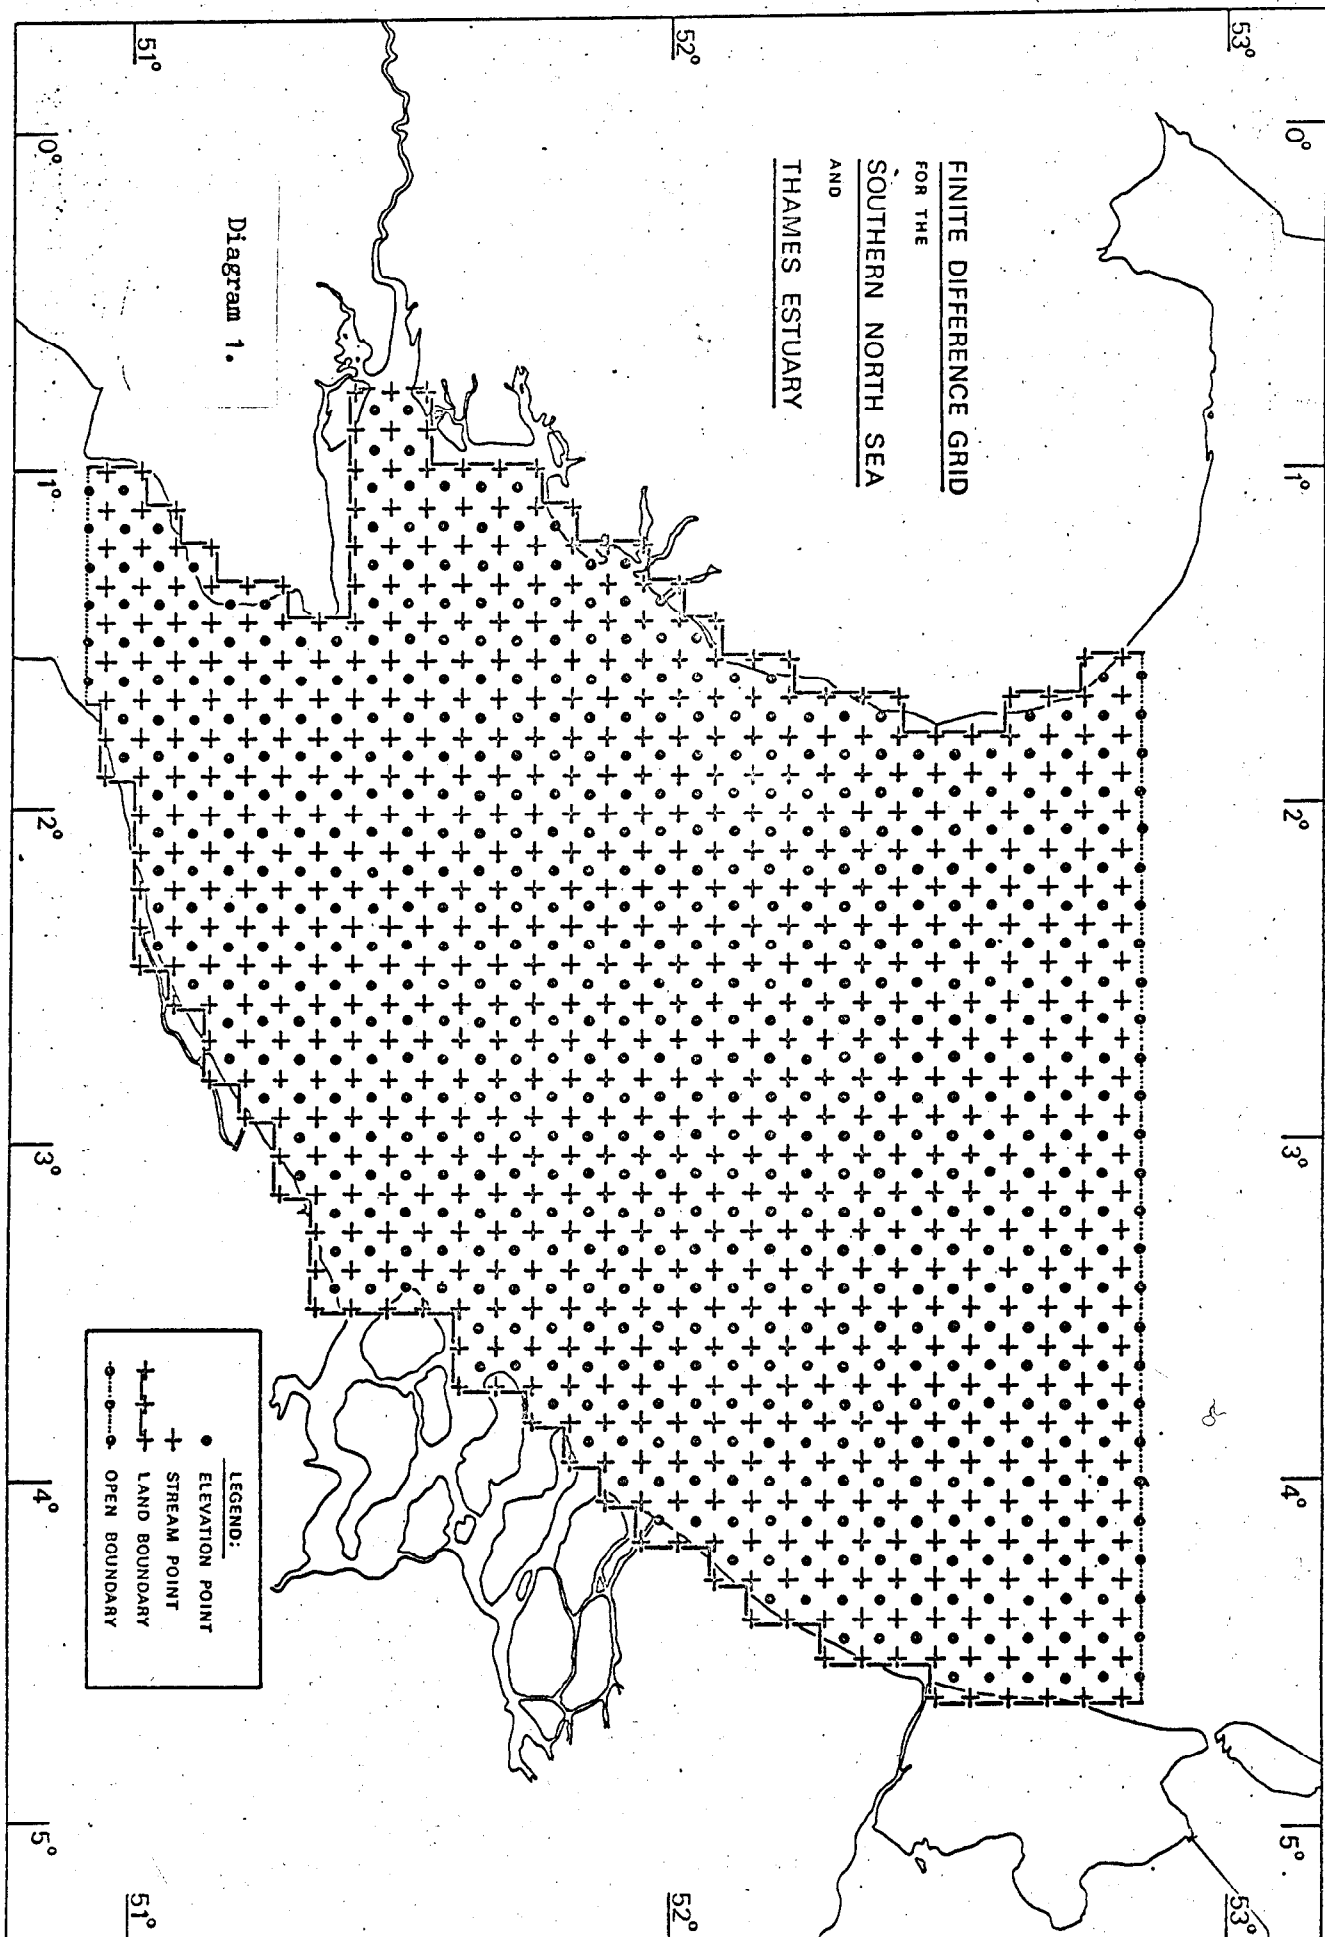 FINITE DIFFERENCE GRID
FOR THE
SOUTHERN NORTH SEA
AND
THAMES ESTUARY
Diagram 1.
53°
53°
52°
52°
51°
51°
0°
1°
2°
3°
4°
5°
0°
1°
2°
3°
4°
5°
LEGEND:
ELEVATION POINT
STREAM POINT
LAND BOUNDARY
OPEN BOUNDARY